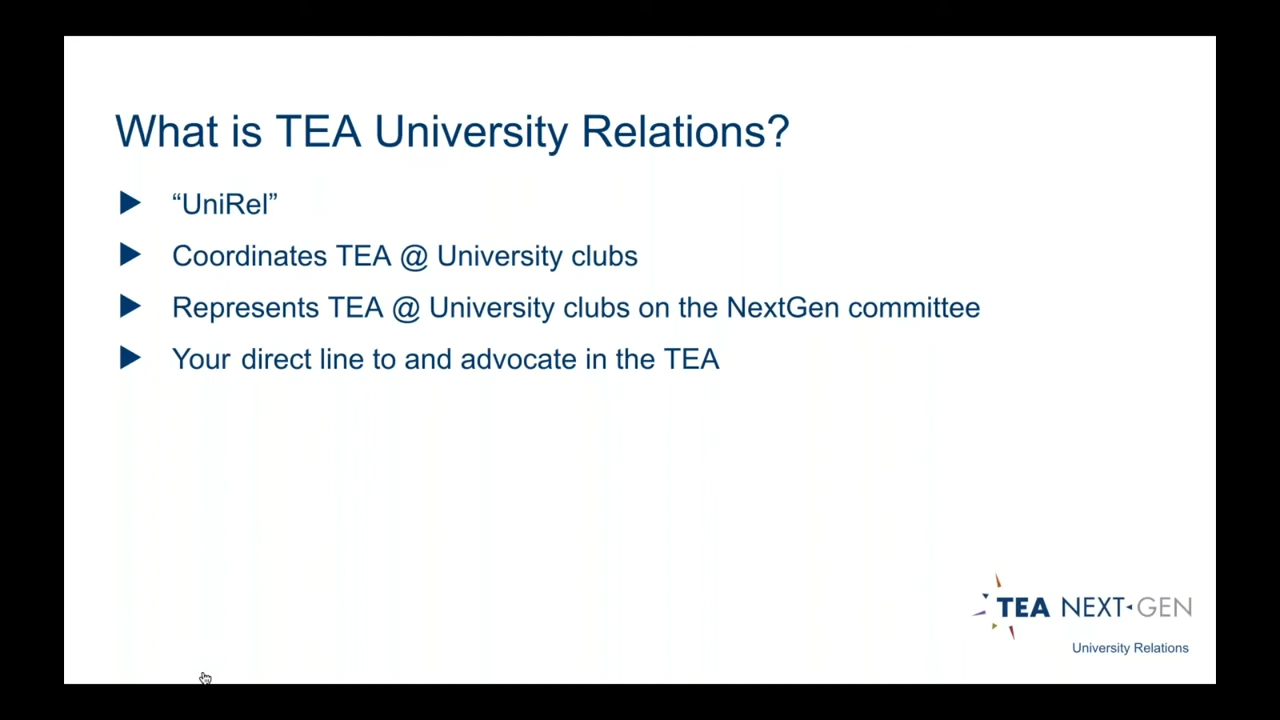 What is TEA University Relations?
“UniRel”
Coordinates TEA @ University clubs
Represents TEA @ University clubs on the NextGen committee
Your direct line to and advocate in the TEA
TEA NEXT GEN
University Relations